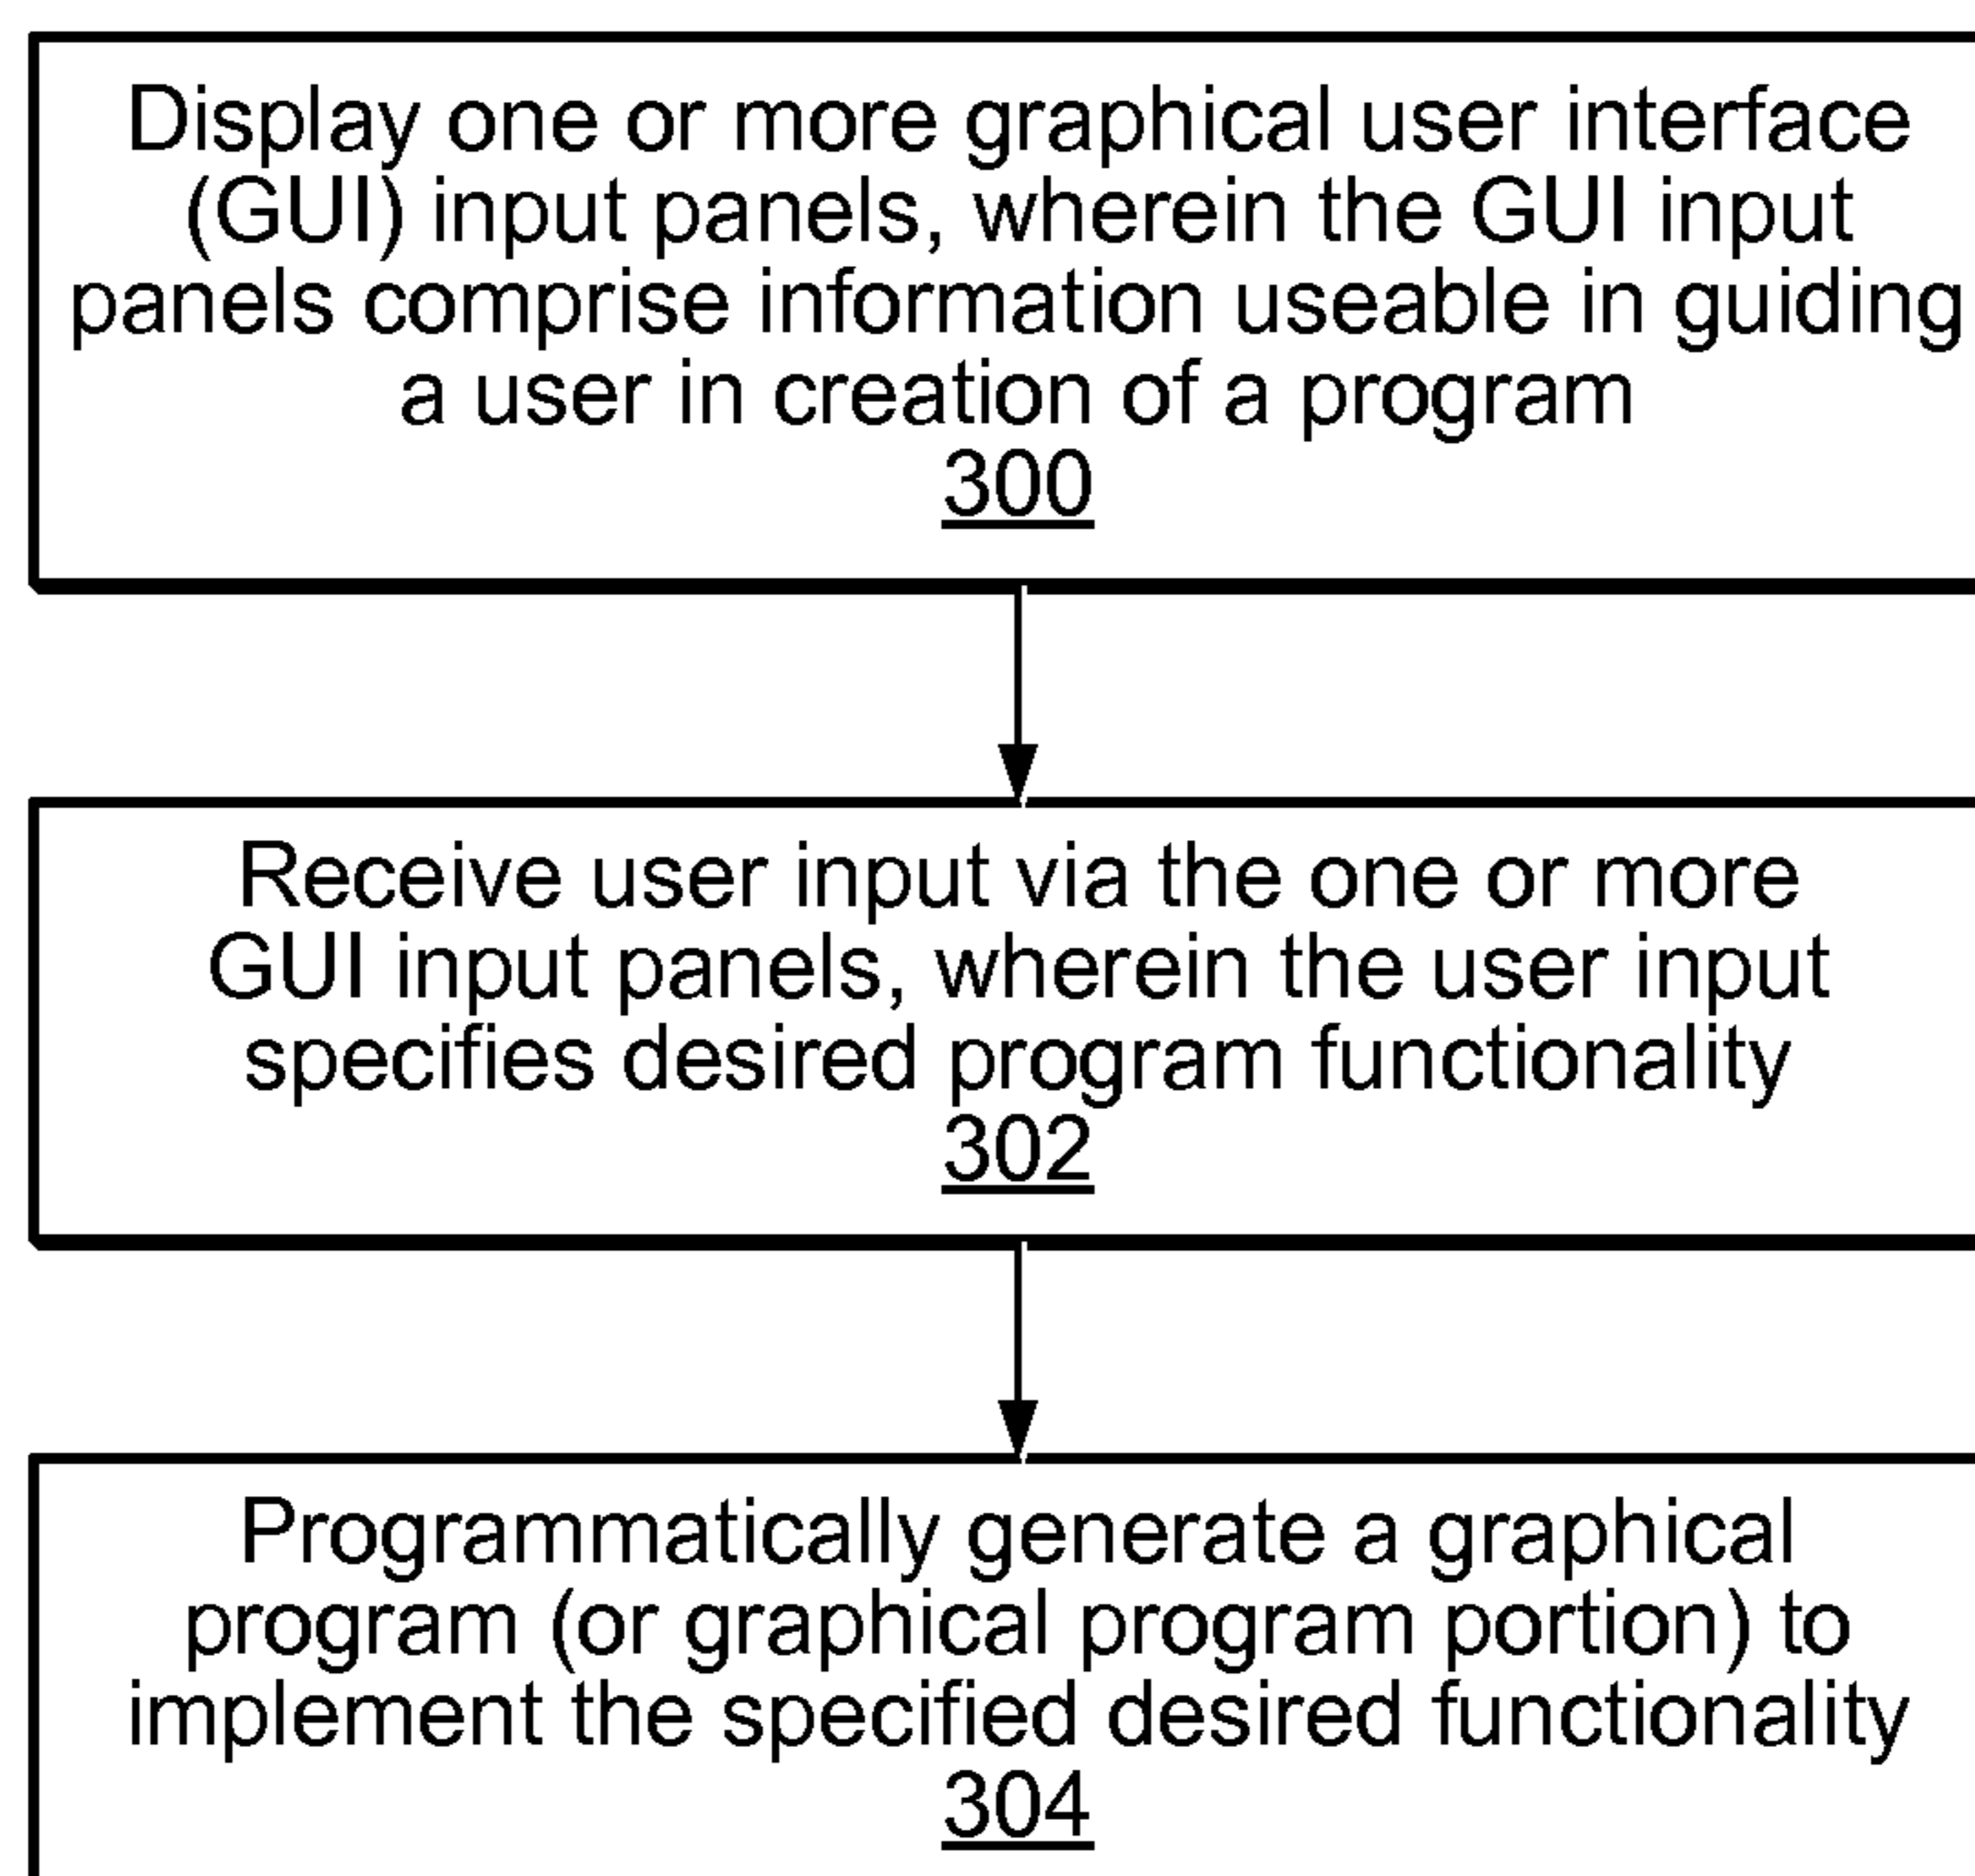 Display one or more graphical user interface
(GUI) input panels, wherein the GUI input
panels comprise information useable in guiding
a user in creation of a program
300
Receive user input via the one or more
GUI input panels, wherein the user input
specifies desired program functionality
302
Programmatically generate a graphical
program (or graphical program portion) to
implement the specified desired functionality
304